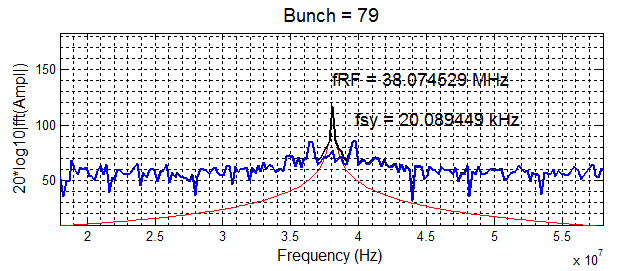 Bunch = 79
20*log10|fft(Ampl|)
150
100
50
fRF = 38.074529 MHz
fsy = 20.089449 kHz
2 2.5 3 3.5 4 4.5 5 5.5
x 10^7
Frequency (Hz)